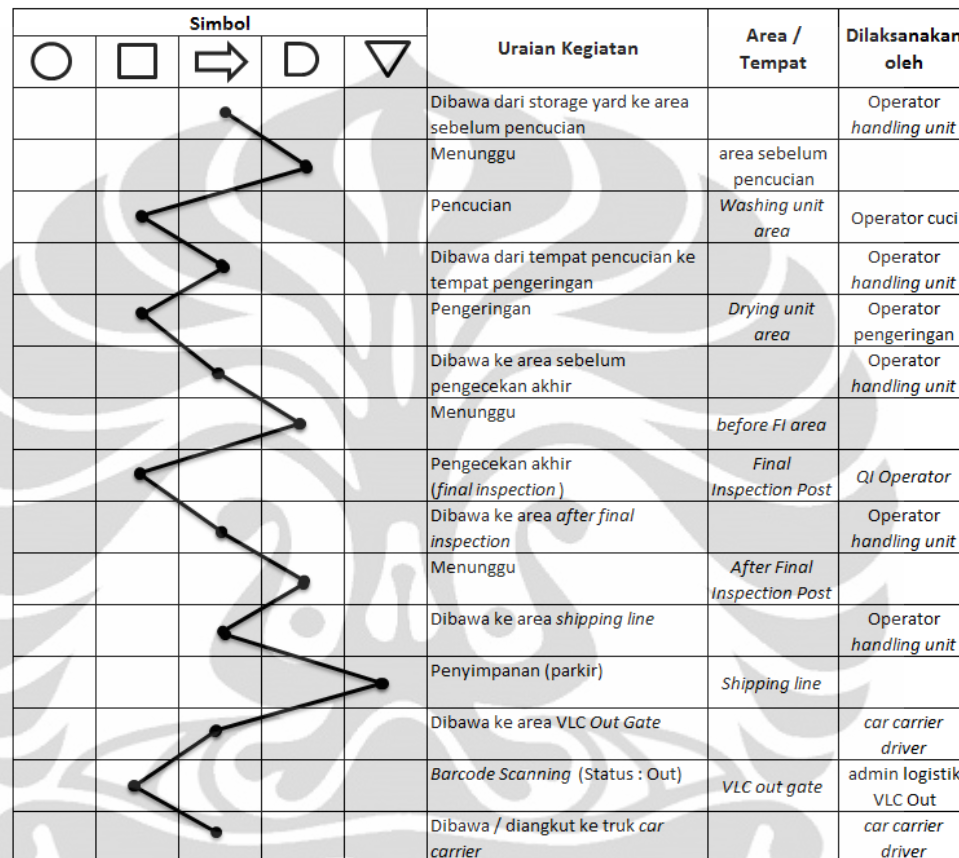 Simbol
Uraian Kegiatan
Area /
Tempat
Dilaksanakan
oleh
Dibawa dari storage yard ke area
sebelum pencucian
Operator
handling unit
Menunggu
area sebelum
pencucian
Pencucian
Washing unit
area
Operator cuci
Dibawa dari tempat pencucian ke
tempat pengeringan
Operator
handling unit
Pengeringan
Drying unit
area
Operator
pengeringan
Dibawa ke area sebelum
pengecekan akhir
Operator
handling unit
Menunggu
before FI area
Pengecekan akhir
(final inspection)
Final
Inspection Post
QI Operator
Dibawa ke area after final
inspection
Operator
handling unit
Menunggu
After Final
Inspection Post
Dibawa ke area shipping line
Operator
handling unit
Penyimpanan (parkir)
Shipping line
Dibawa ke area VLC Out Gate
car carrier
driver
Barcode Scanning (Status : Out)
VLC out gate
admin logistik
VLC Out
Dibawa / diangkut ke truk car
carrier
car carrier
driver